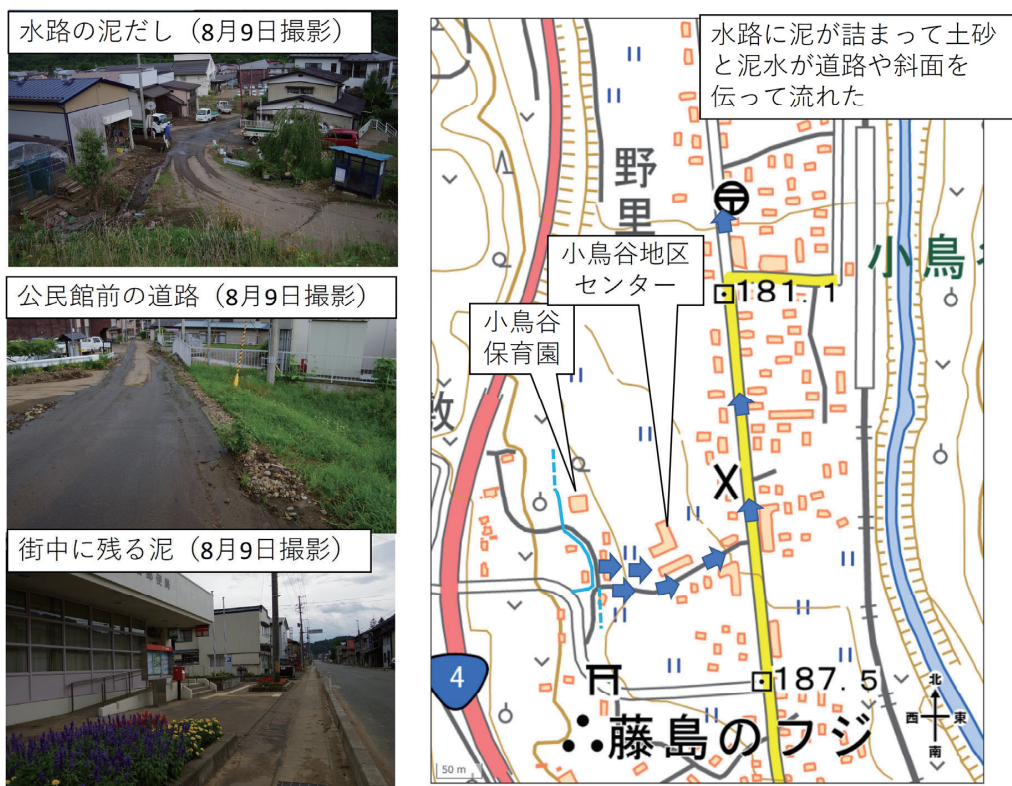 水路の泥だし（8月9日撮影）
公民館前の道路（8月9日撮影）
街中に残る泥（8月9日撮影）
郵便局
水路に泥が詰まって土砂
と泥水が道路や斜面を
伝って流れた
野
里
小鳥谷地区
センター
小鳥谷
保育園
小鳥
181.1
敷
4
187.5
藤島のフジ
北
西
東
南
50 m